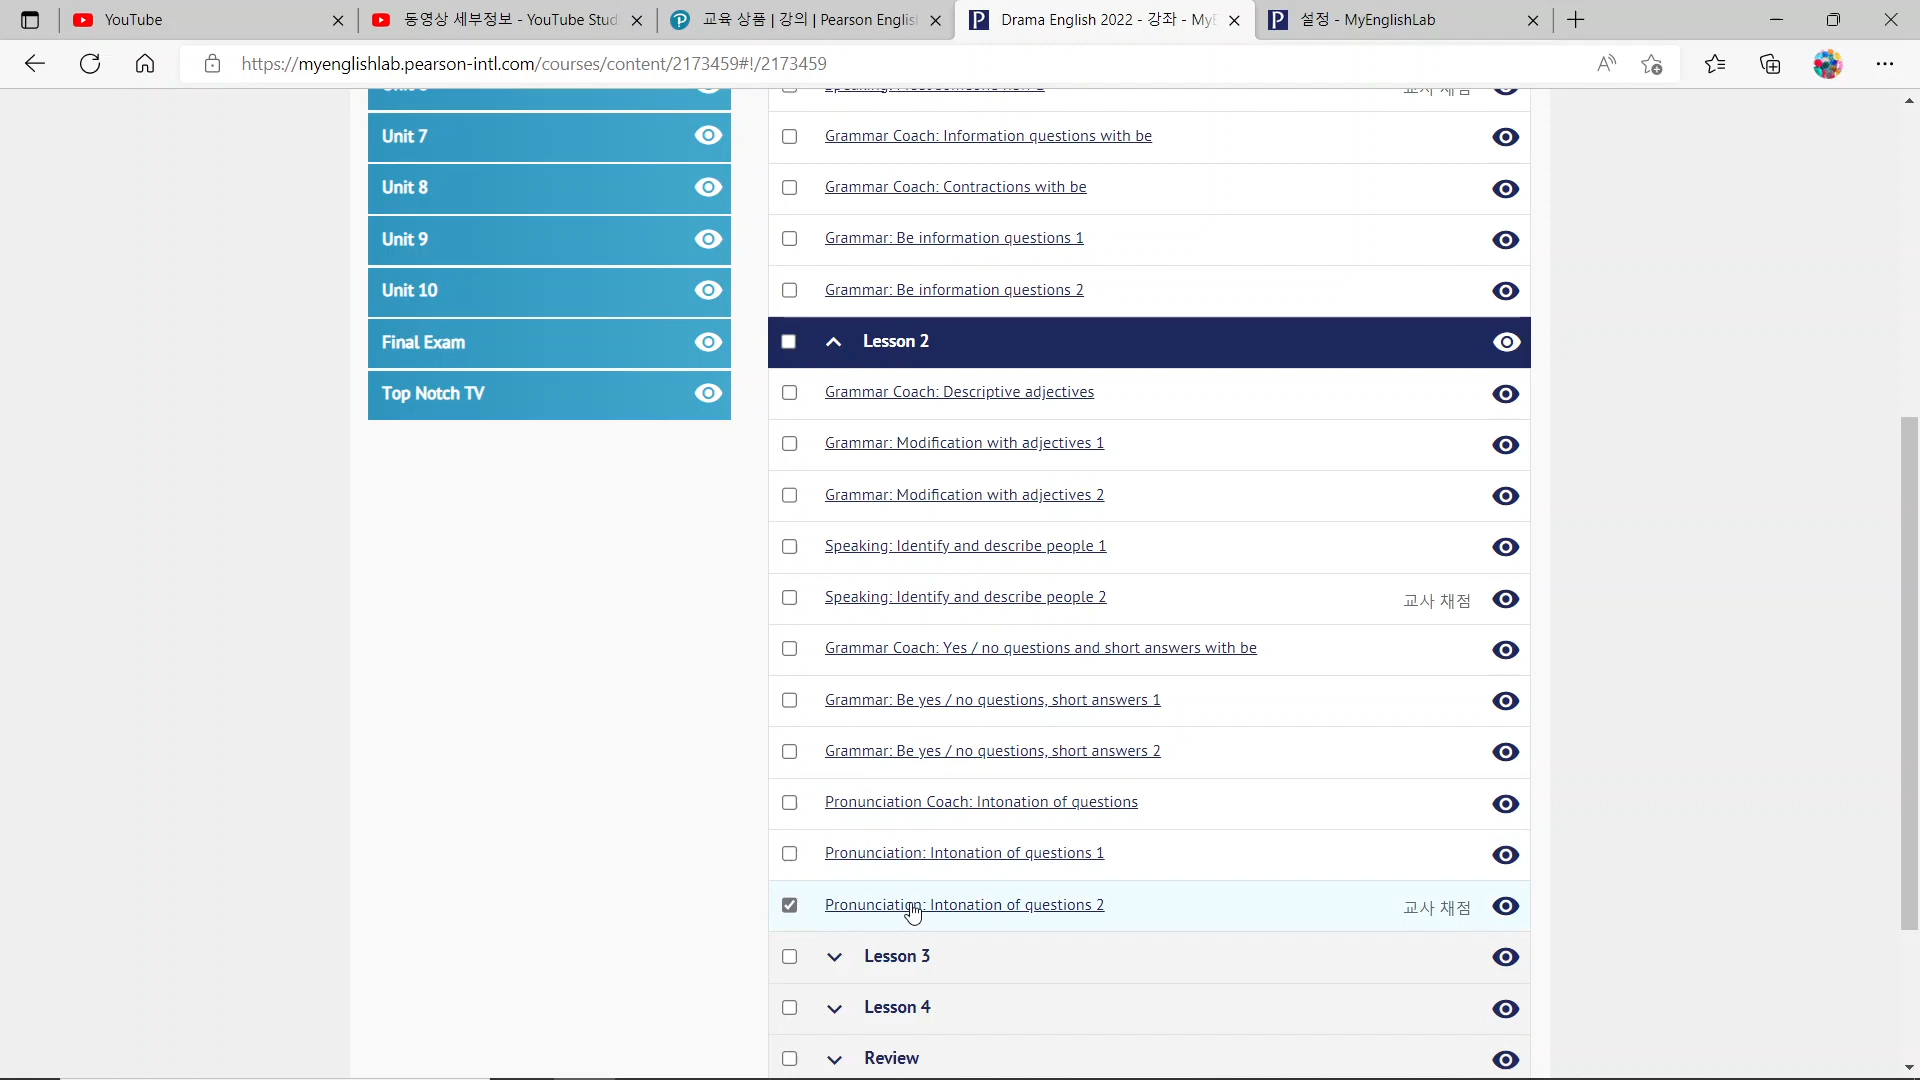 YouTube
동영상 세부정보 - YouTube Stud
교육 상품 | 강의 | Pearson Englis
Drama English 2022 - 강좌 - MyE
설정 - MyEnglishLab
https://myenglishlab.pearson-intl.com/courses/content/2173459#!/2173459
Unit 7
Unit 8
Unit 9
Unit 10
Final Exam
Top Notch TV
Grammar Coach: Information questions with be
Grammar Coach: Contractions with be
Grammar: Be information questions 1
Grammar: Be information questions 2
Lesson 2
Grammar Coach: Descriptive adjectives
Grammar: Modification with adjectives 1
Grammar: Modification with adjectives 2
Speaking: Identify and describe people 1
Speaking: Identify and describe people 2 교사 채점
Grammar Coach: Yes / no questions and short answers with be
Grammar: Be yes / no questions, short answers 1
Grammar: Be yes / no questions, short answers 2
Pronunciation Coach: Intonation of questions
Pronunciation: Intonation of questions 1
Pronunciation: Intonation of questions 2 교사 채점
Lesson 3
Lesson 4
Review